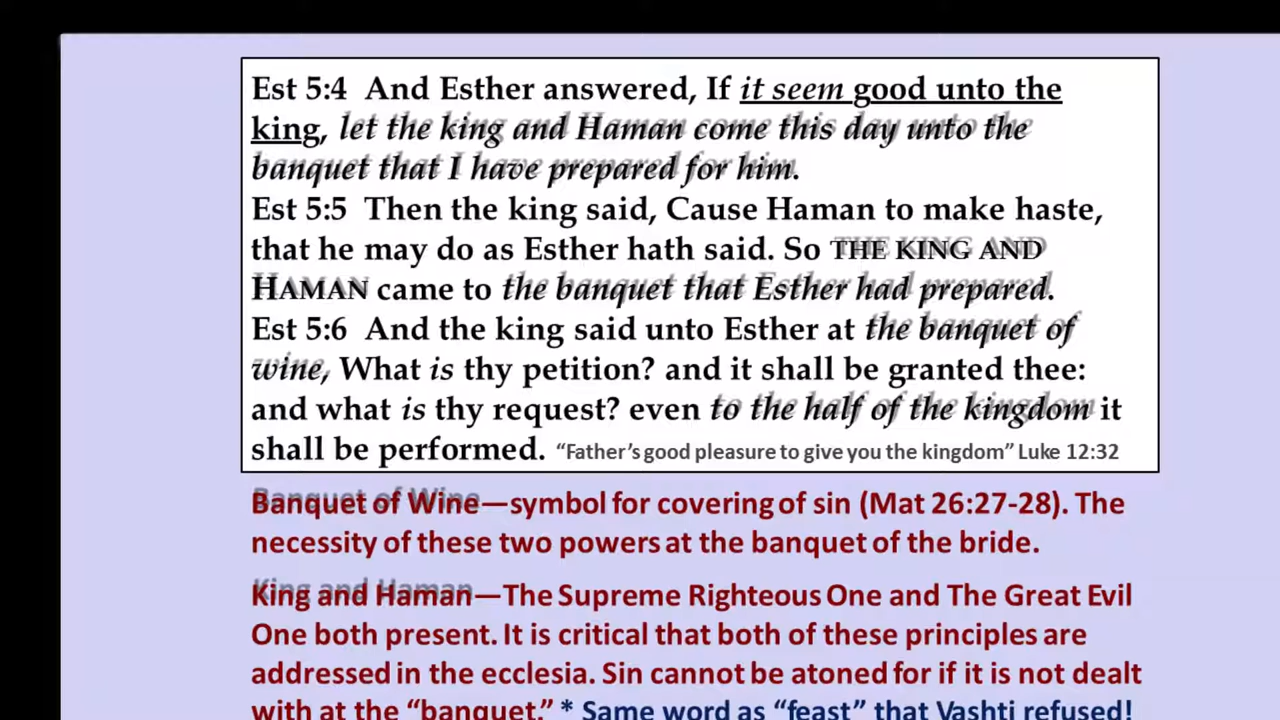 Est 5:4  And Esther answered, If it seem good unto the
king, let the king and Haman come this day unto the
banquet that I have prepared for him.
Est 5:5  Then the king said, Cause Haman to make haste,
that he may do as Esther hath said. So THE KING AND
HAMAN came to the banquet that Esther had prepared.
Est 5:6  And the king said unto Esther at the banquet of
wine, What is thy petition? and it shall be granted thee:
and what is thy request? even to the half of the kingdom it
shall be performed. “Father’s good pleasure to give you the kingdom” Luke 12:32
Banquet of Wine—symbol for covering of sin (Mat 26:27-28). The
necessity of these two powers at the banquet of the bride.
King and Haman—The Supreme Righteous One and The Great Evil
One both present. It is critical that both of these principles are
addressed in the ecclesia. Sin cannot be atoned for if it is not dealt
with at the “banquet.” * Same word as “feast” that Vashti refused!